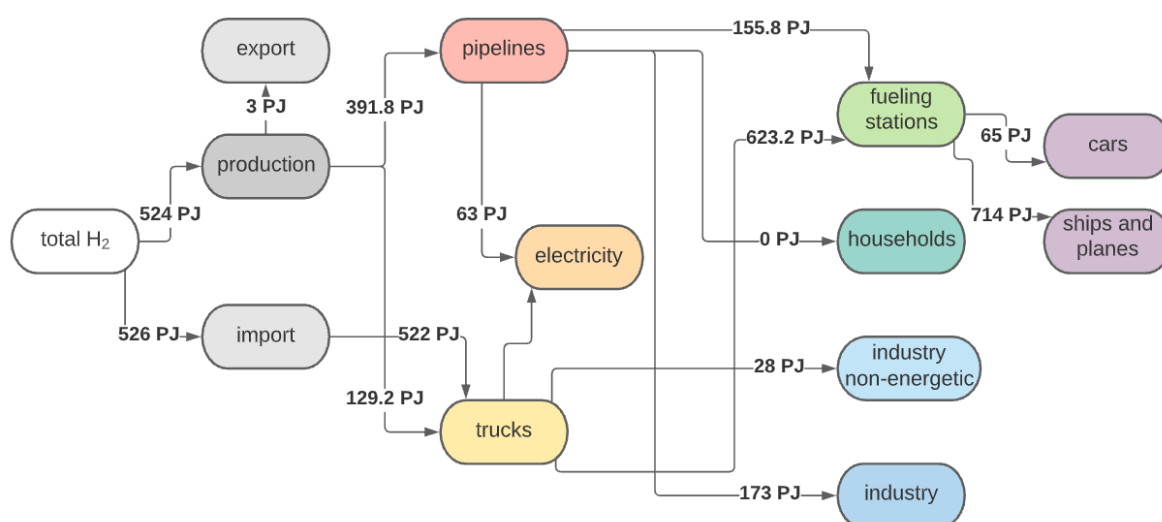 export
pipelines
155.8 PJ
3 PJ
391.8 PJ
fueling
stations
623.2 PJ
65 PJ
cars
production
524 PJ
63 PJ
714 PJ
total H₂
electricity
0 PJ
households
ships and
planes
526 PJ
import
522 PJ
28 PJ
industry
non-energetic
129.2 PJ
trucks
173 PJ
industry